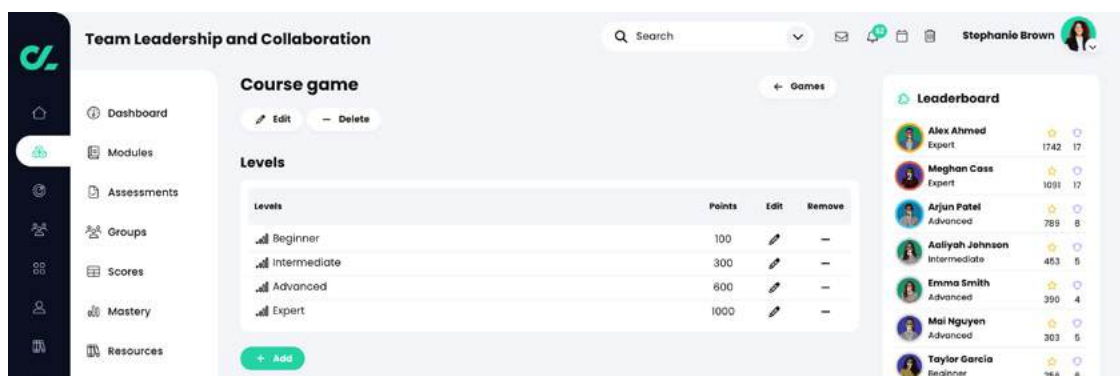 Team Leadership and Collaboration
Search
Stephanie Brown
Dashboard
Modules
Assessments
Groups
Scores
Mastery
Resources
Course game
← Games
Edit
— Delete
Levels
Levels Points Edit Remove
Beginner 100
Intermediate 300
Advanced 600
Expert 1000
+ Add
Leaderboard
Alex Ahmed
Expert 1742 17
Meghan Cass
Expert 1091 17
Arjun Patel
Advanced 789 8
Aaliyah Johnson
Intermediate 453 5
Emma Smith
Advanced 390 4
Mai Nguyen
Advanced 303 5
Taylor Garcia
Beginner